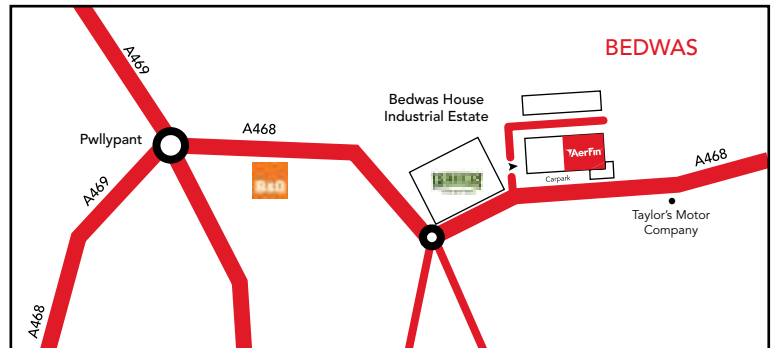 BEDWAS
A469
Bedwas House
Industrial Estate
Pwllypant
A468
B&Q
AerFin
A468
Carpark
A469
Taylor's Motor
Company
A468